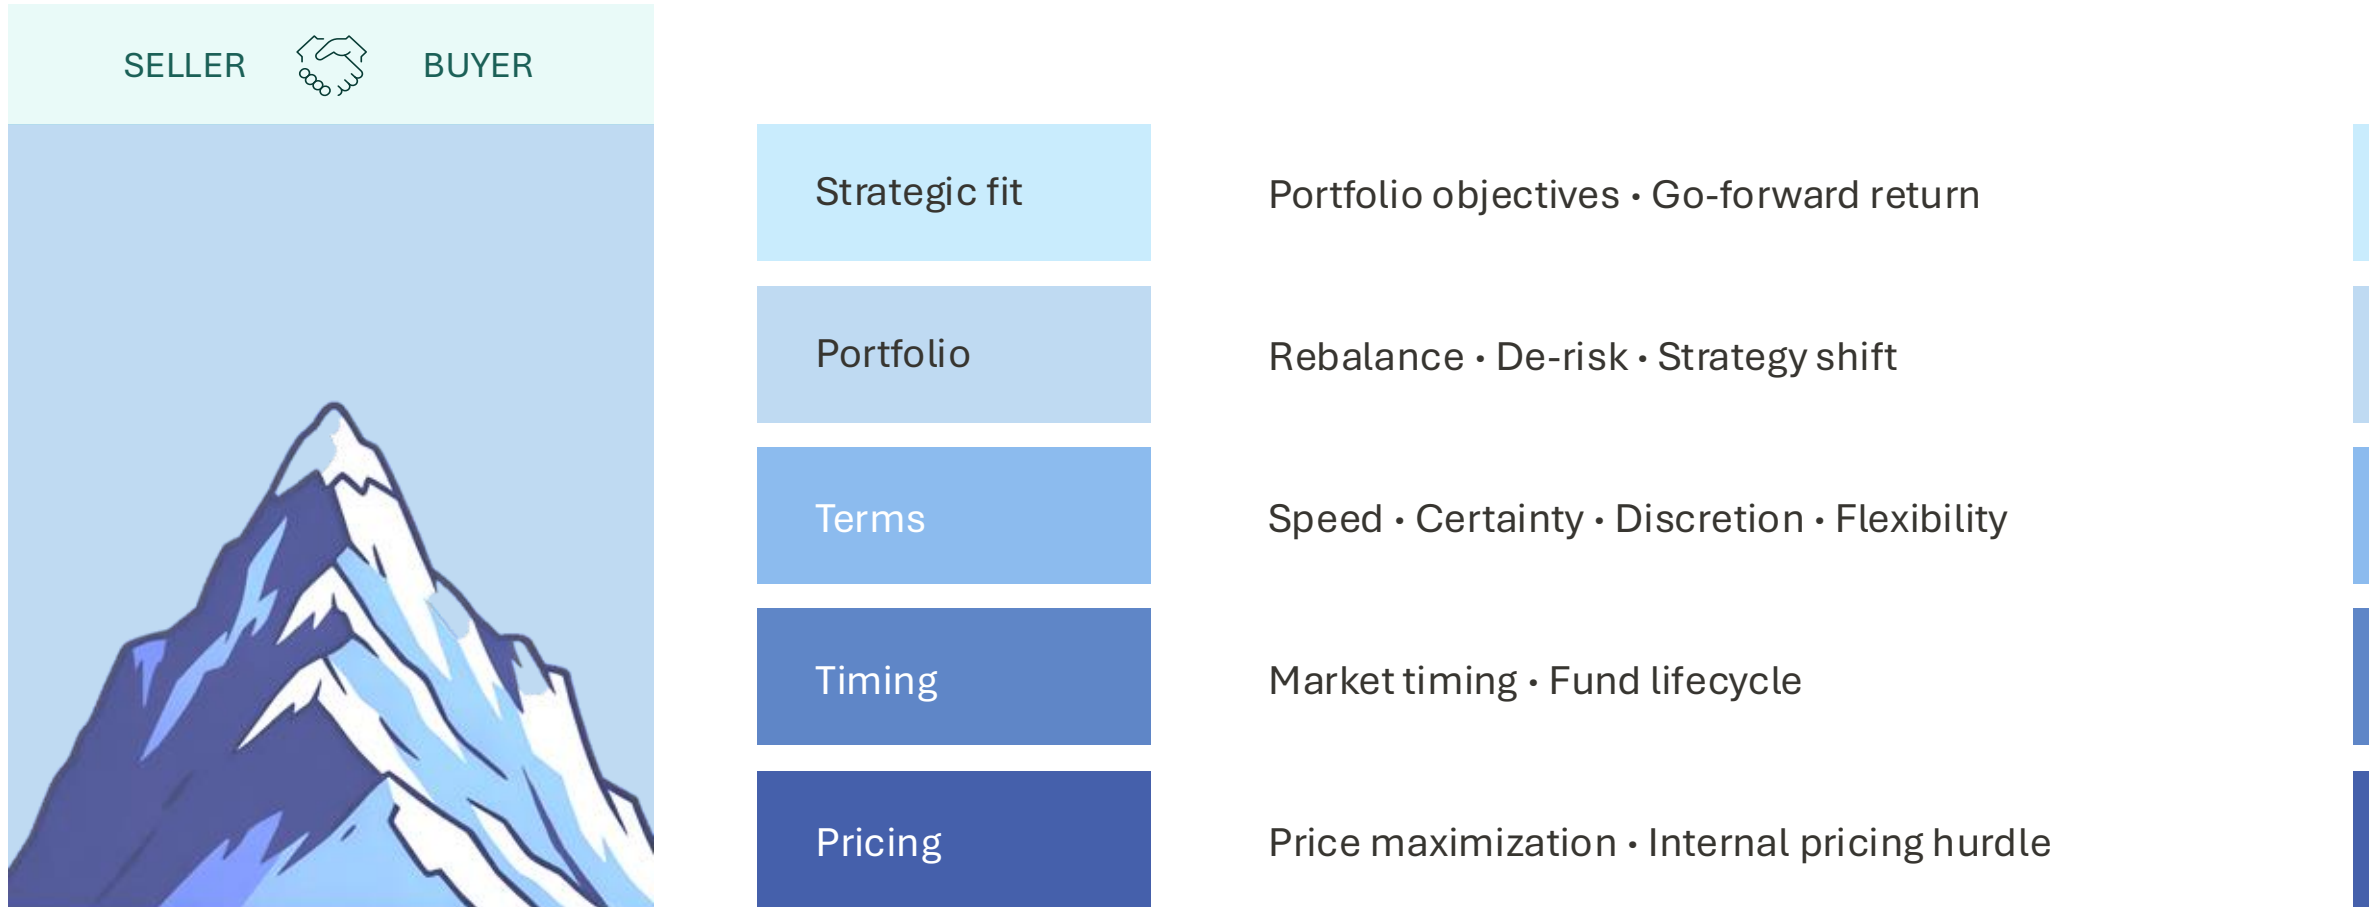 SELLER BUYER
Strategic fit
Portfolio objectives • Go-forward return
Portfolio
Rebalance • De-risk • Strategy shift
Terms
Speed • Certainty • Discretion • Flexibility
Timing
Market timing • Fund lifecycle
Pricing
Price maximization • Internal pricing hurdle